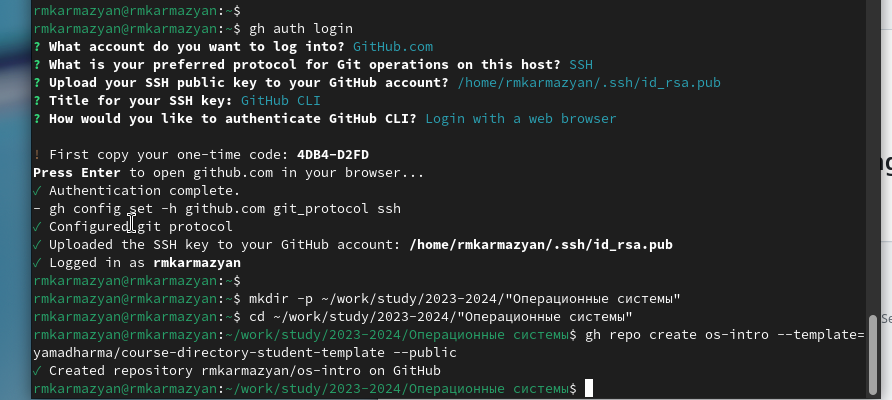 rmkarmazyan@rmkarmazyan:~$
rmkarmazyan@rmkarmazyan:~$ gh auth login
? What account do you want to log into? GitHub.com
? What is your preferred protocol for Git operations on this host? SSH
? Upload your SSH public key to your GitHub account? /home/rmkarmazyan/.ssh/id_rsa.pub
? Title for your SSH key: GitHub CLI
? How would you like to authenticate GitHub CLI? Login with a web browser
! First copy your one-time code: 4DB4-D2FD
Press Enter to open github.com in your browser...
✓ Authentication complete.
- gh config set -h github.com git_protocol ssh
✓ Configured git protocol
✓ Uploaded the SSH key to your GitHub account: /home/rmkarmazyan/.ssh/id_rsa.pub
✓ Logged in as rmkarmazyan
rmkarmazyan@rmkarmazyan:~$
rmkarmazyan@rmkarmazyan:~$ mkdir -p ~/work/study/2023-2024/"Операционные системы"
rmkarmazyan@rmkarmazyan:~$ cd ~/work/study/2023-2024/"Операционные системы"
rmkarmazyan@rmkarmazyan:~/work/study/2023-2024/Операционные системы$ gh repo create os-intro --template=
yamadharma/course-directory-student-template --public
✓ Created repository rmkarmazyan/os-intro on GitHub
rmkarmazyan@rmkarmazyan:~/work/study/2023-2024/Операционные системы$